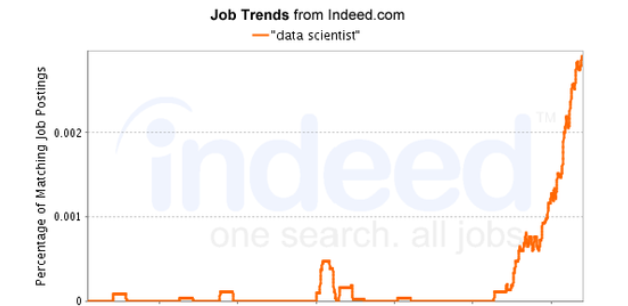 Job Trends from Indeed.com
"data scientist"
Percentage of Matching Job Postings
0.002
0.001
0
indeed™
one search. all jobs